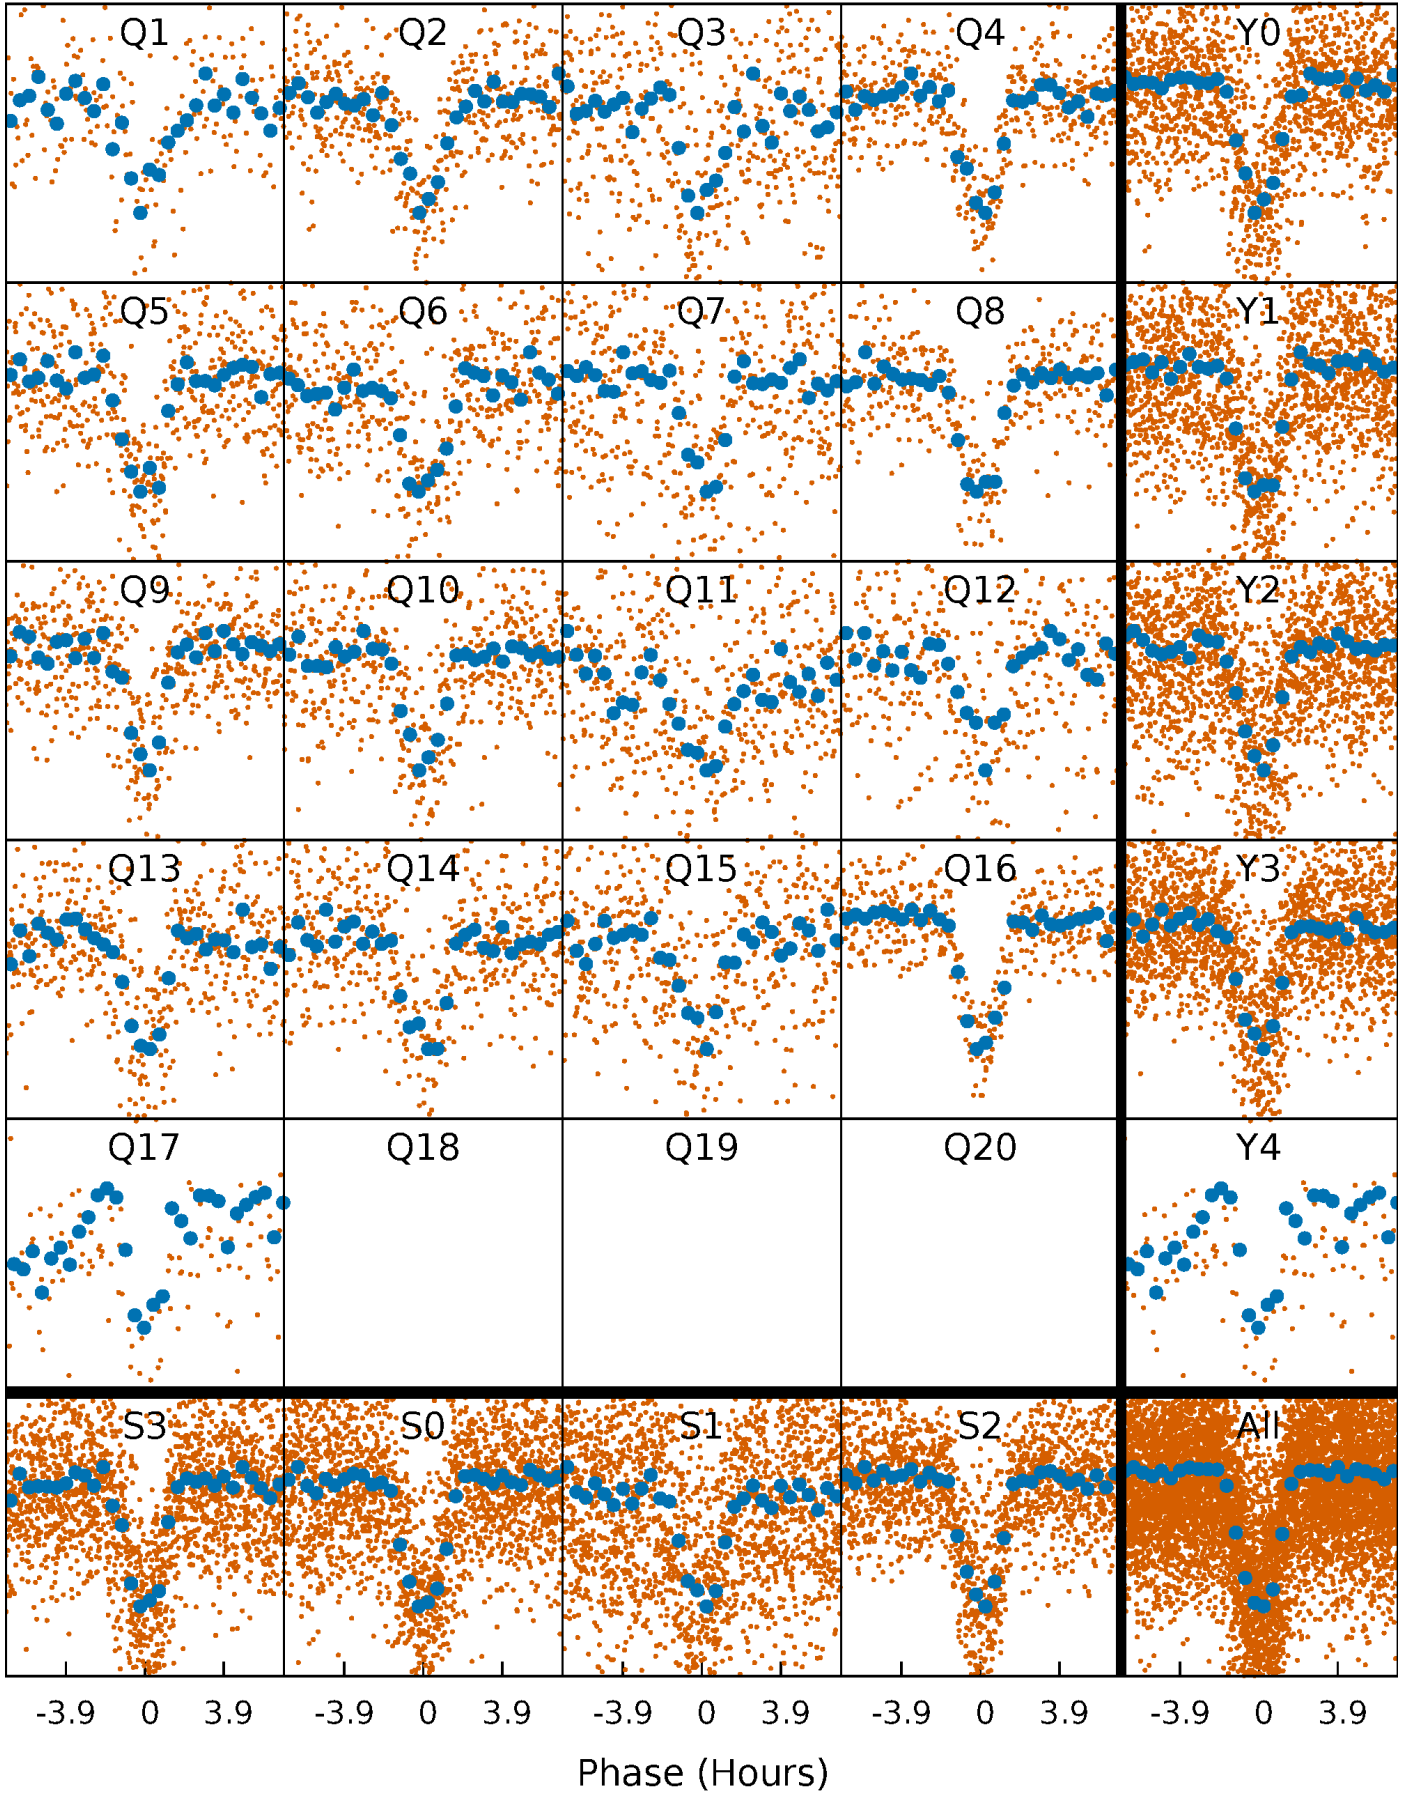 Q1 Q2 Q3 Q4 Y0
Q5 Q6 Q7 Q8 Y1
Q9 Q10 Q11 Q12 Y2
Q13 Q14 Q15 Q16 Y3
Q17 Q18 Q19 Q20 Y4
S3 S0 S1 S2 All
-3.9 0 3.9 -3.9 0 3.9 -3.9 0 3.9 -3.9 0 3.9 -3.9 0 3.9
Phase (Hours)